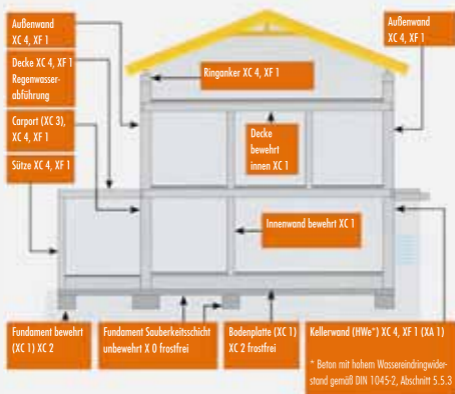 Außenwand
XC 4, XF 1
Außenwand
XC 4, XF 1
Decke XC 4, XF 1
Regenwasser-
abführung
Ringanker XC 4, XF 1
Carport (XC 3),
XC 4, XF 1
Decke
bewehrt
innen XC 1
Sütze XC 4, XF 1
Innenwand bewehrt XC 1
Fundament bewehrt
(XC 1) XC 2
Fundament Sauberkeitsschicht
unbewehrt X 0 frostfrei
Bodenplatte (XC 1)
XC 2 frostfrei
Kellerwand (HWe*) XC 4, XF 1 (XA 1)
* Beton mit hohem Wassereindringwider-
stand gemäß DIN 1045-2, Abschnitt 5.5.3